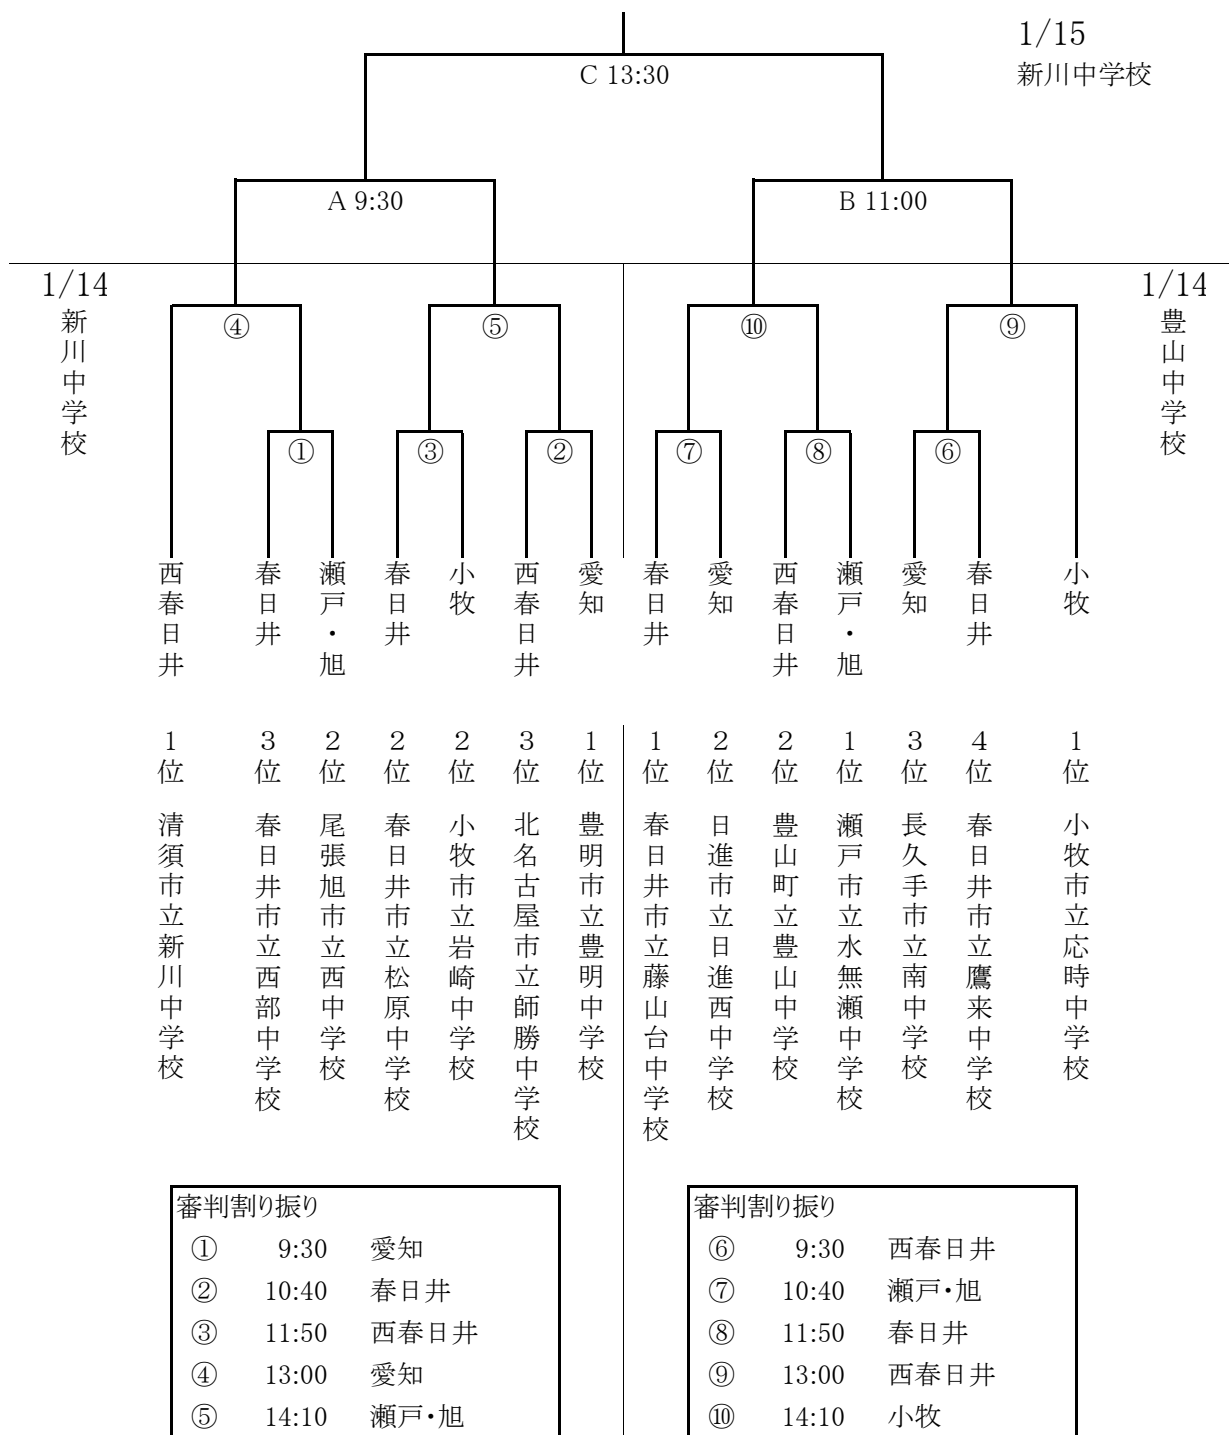 1/15
新川中学校
C 13:30
A 9:30
B 11:00
1/14
新川中学校
1/14
豊山中学校
④
⑤
⑩
⑨
①
③
②
⑦
⑧
⑥
西春日井
春日井
瀬戸・旭
春日井
小牧
西春日井
愛知
春日井
愛知
西春日井
瀬戸・旭
愛知
春日井
小牧
1位 清須市立新川中学校
3位 春日井市立西部中学校
2位 尾張旭市立西中学校
2位 春日井市立松原中学校
2位 小牧市立岩崎中学校
3位 北名古屋市立師勝中学校
1位 豊明市立豊明中学校
1位 春日井市立藤山台中学校
2位 日進市立日進西中学校
2位 豊山町立豊山中学校
1位 瀬戸市立水無瀬中学校
3位 長久手市立南中学校
4位 春日井市立鷹来中学校
1位 小牧市立応時中学校
審判割り振り
① 9:30 愛知
② 10:40 春日井
③ 11:50 西春日井
④ 13:00 愛知
⑤ 14:10 瀬戸・旭
審判割り振り
⑥ 9:30 西春日井
⑦ 10:40 瀬戸・旭
⑧ 11:50 春日井
⑨ 13:00 西春日井
⑩ 14:10 小牧